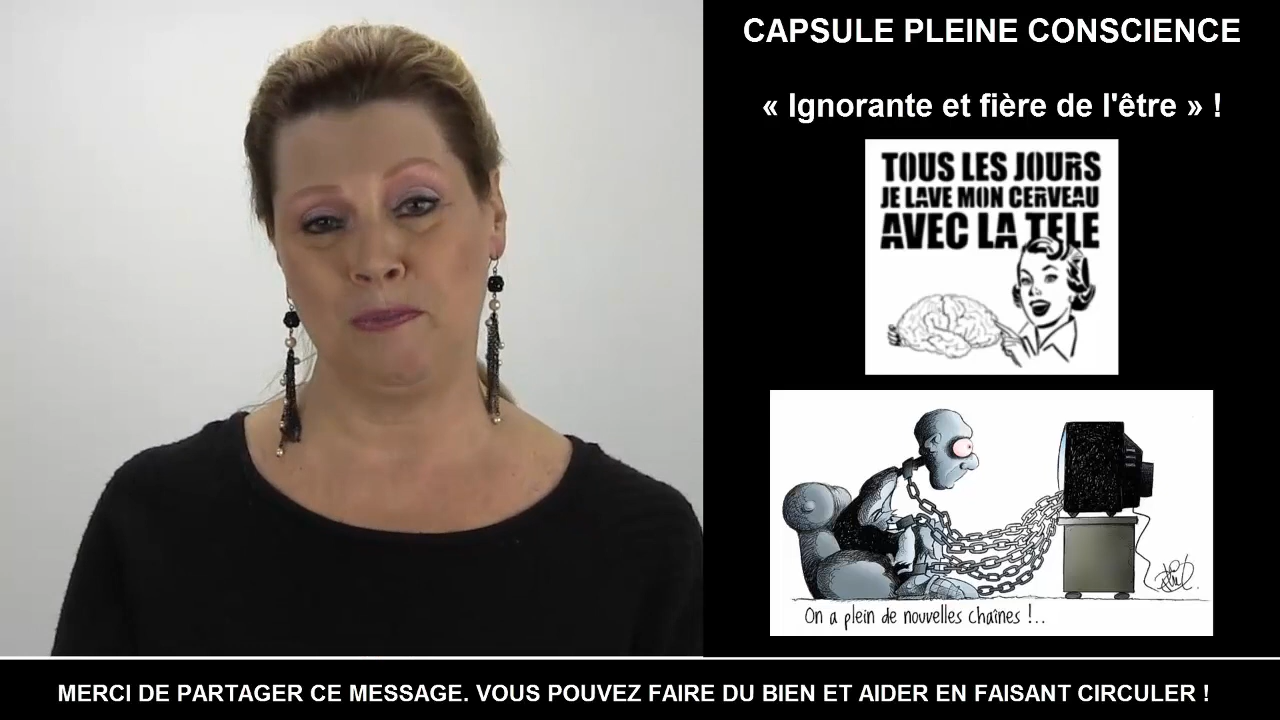 CAPSULE PLEINE CONSCIENCE
« Ignorante et fière de l'être » !
TOUS LES JOURS
JE LAVE MON CERVEAU
AVEC LA TELE
On a plein de nouvelles chaînes !..
MERCI DE PARTAGER CE MESSAGE. VOUS POUVEZ FAIRE DU BIEN ET AIDER EN FAISANT CIRCULER !